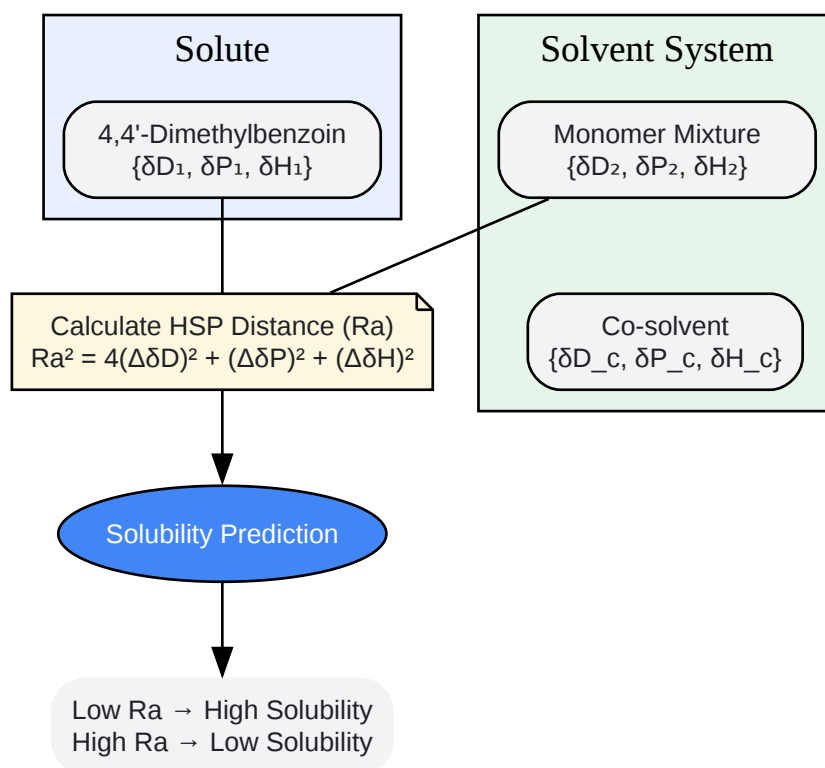 Solute
4,4'-Dimethylbenzoin
{δD₁, δP₁, δH₁}
Solvent System
Monomer Mixture
{δD₂, δP₂, δH₂}
Co-solvent
{δD_c, δP_c, δH_c}
Calculate HSP Distance (Ra)
Ra² = 4(ΔδD)² + (ΔδP)² + (ΔδH)²
Solubility Prediction
Low Ra → High Solubility
High Ra → Low Solubility